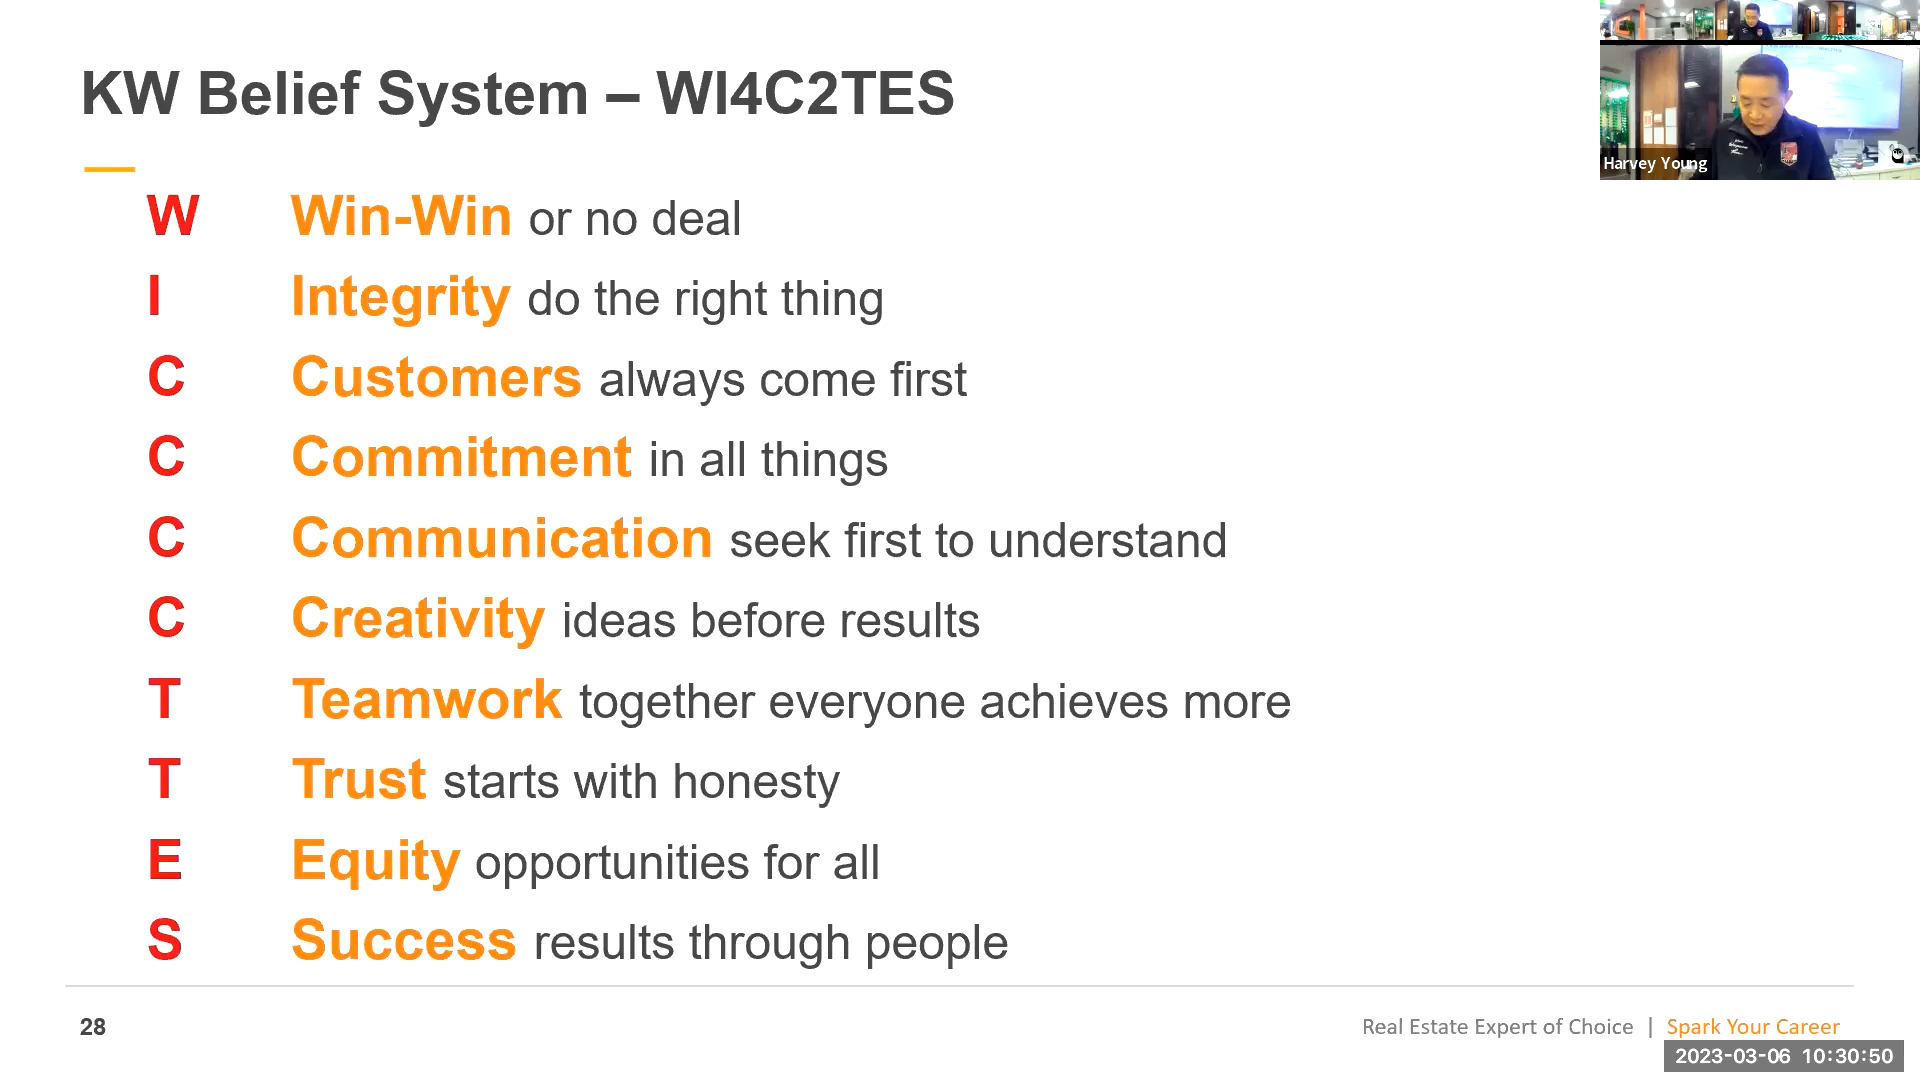 KW Belief System – WI4C2TES
W Win-Win or no deal
I Integrity do the right thing
C Customers always come first
C Commitment in all things
C Communication seek first to understand
C Creativity ideas before results
T Teamwork together everyone achieves more
T Trust starts with honesty
E Equity opportunities for all
S Success results through people
28
Real Estate Expert of Choice | Spark Your Career
Harvey Young
2023-03-06 10:30:50